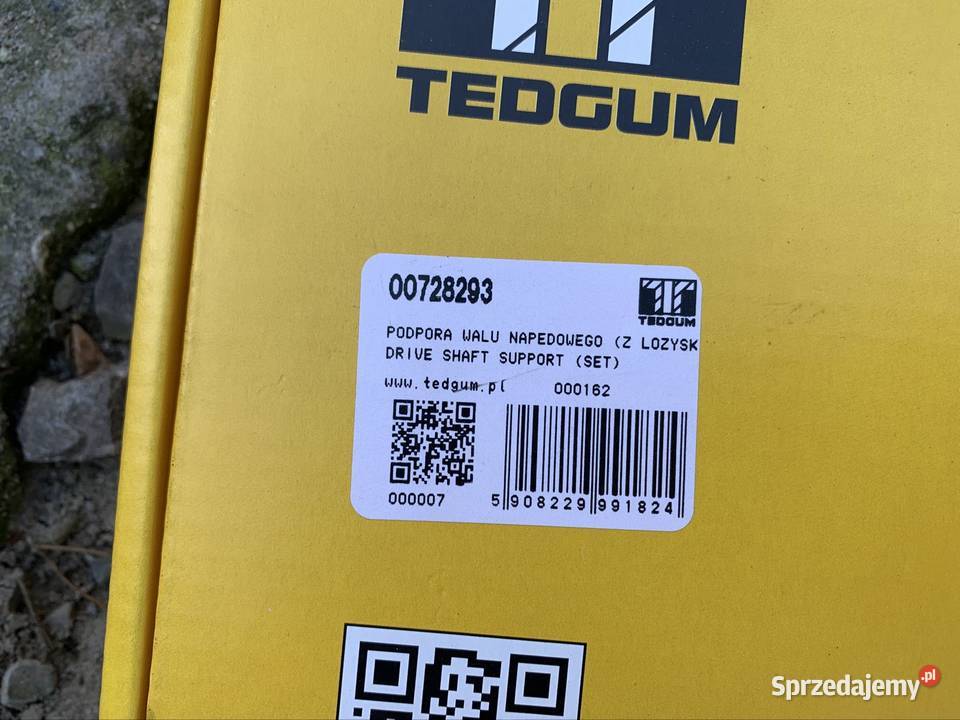 TEDGUM
00728293
TEDGUM
PODPORA WALU NAPEDOWEGO (Z LOZYSK
DRIVE SHAFT SUPPORT (SET)
www.tedgum.pl 000162
000007 5 908229 991824
Sprzedajemy.pl